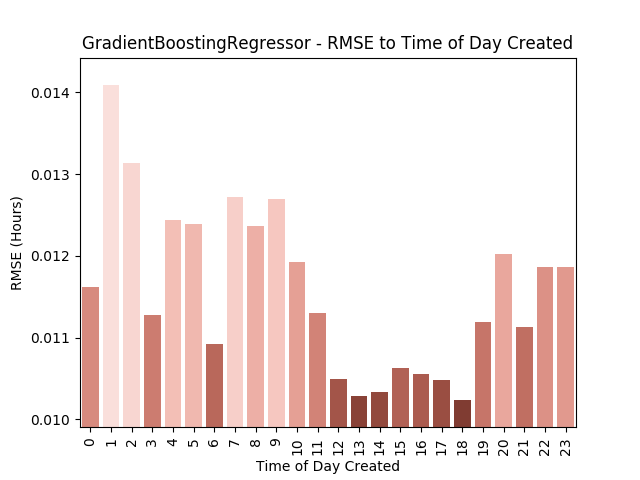 GradientBoostingRegressor - RMSE to Time of Day Created
RMSE (Hours)
0.014
0.013
0.012
0.011
0.010
0 1 2 3 4 5 6 7 8 9 10 11 12 13 14 15 16 17 18 19 20 21 22 23
Time of Day Created